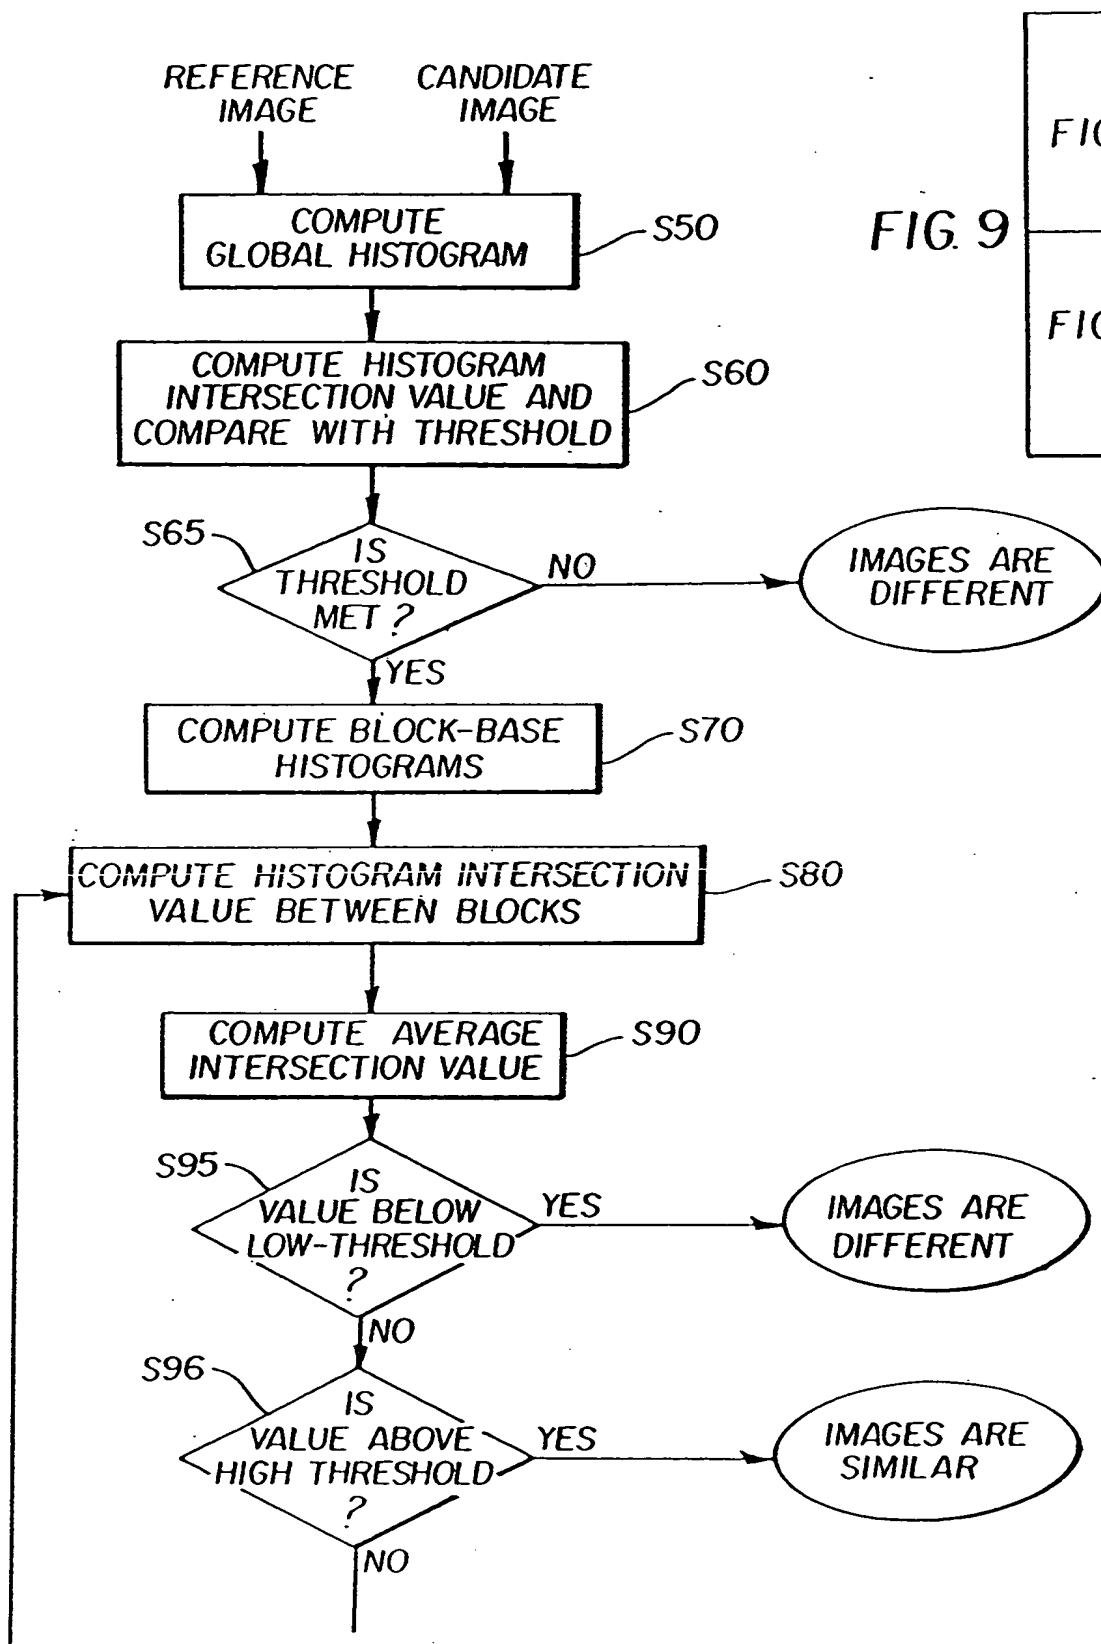 REFERENCE
IMAGE
CANDIDATE
IMAGE
COMPUTE
GLOBAL HISTOGRAM
S50
FIG. 9
COMPUTE HISTOGRAM
INTERSECTION VALUE AND
COMPARE WITH THRESHOLD
S60
S65
IS
THRESHOLD
MET ?
NO
IMAGES ARE
DIFFERENT
YES
COMPUTE BLOCK-BASE
HISTOGRAMS
S70
COMPUTE HISTOGRAM INTERSECTION
VALUE BETWEEN BLOCKS
S80
COMPUTE AVERAGE
INTERSECTION VALUE
S90
S95
IS
VALUE BELOW
LOW-THRESHOLD
?
YES
IMAGES ARE
DIFFERENT
NO
S96
IS
VALUE ABOVE
HIGH THRESHOLD
?
YES
IMAGES ARE
SIMILAR
NO